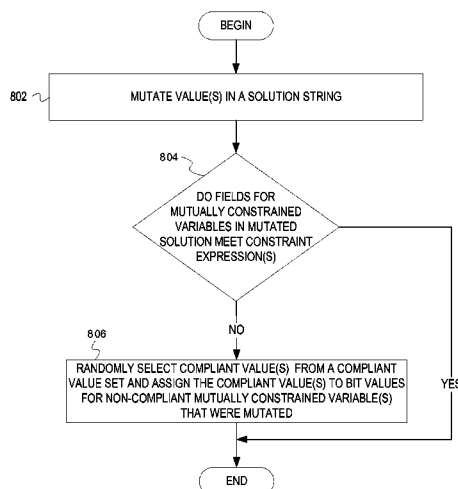 BEGIN
802
MUTATE VALUE(S) IN A SOLUTION STRING
804
DO FIELDS FOR
MUTUALLY CONSTRAINED
VARIABLES IN MUTATED
SOLUTION MEET CONSTRAINT
EXPRESSION(S)
NO
806
YES
RANDOMLY SELECT COMPLIANT VALUE(S) FROM A COMPLIANT
VALUE SET AND ASSIGN THE COMPLIANT VALUE(S) TO BIT VALUES
FOR NON-COMPLIANT MUTUALLY CONSTRAINED VARIABLE(S)
THAT WERE MUTATED
END